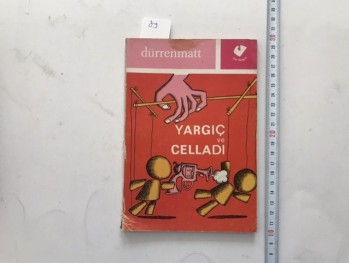 dürrenmatt
YARGIÇ
ve
CELLADI